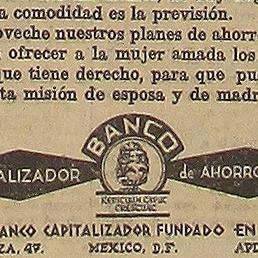 a comodidad es la previsión.
oveche nuestros planes de ahorr
ofrecer a la mujer amada los
que tiene derecho, para que pu
ta misión de esposa y de madr
BANCO
ALIZADOR de AHORRO
ANCO CAPITALIZADOR FUNDADO EN
ZA, 47. MEXICO, D.F. AP